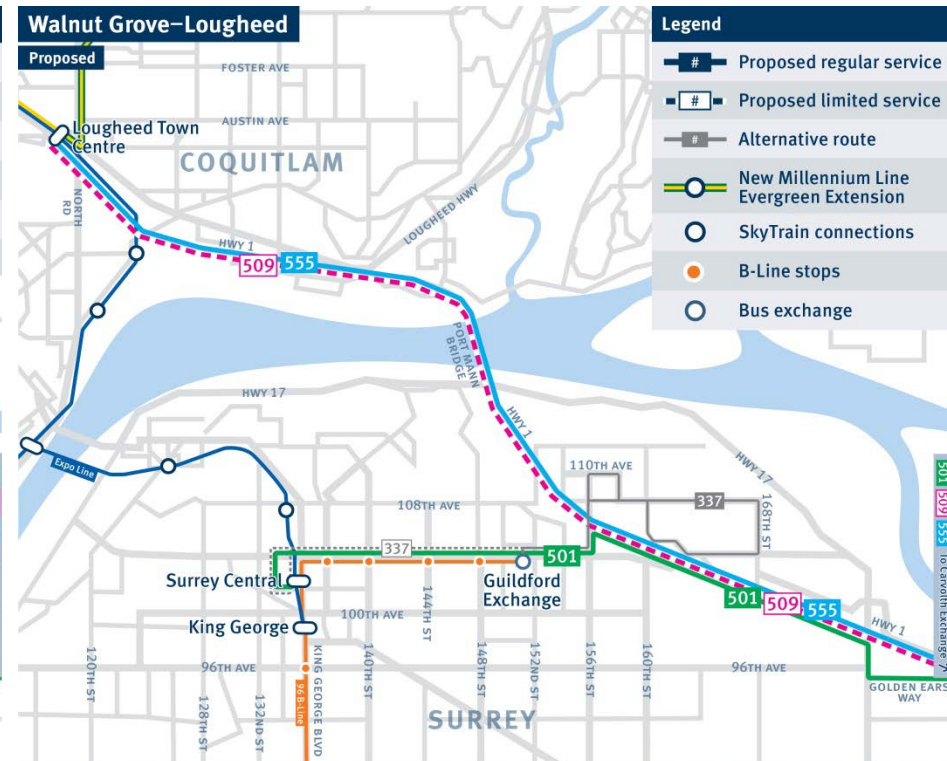 Walnut Grove–Lougheed
Proposed
FOSTER AVE
AUSTIN AVE
Lougheed Town
Centre
COQUITLAM
NORTH
RD
LOUGHEED HWY
HWY 1
509
555
PORT MANN
BRIDGE
HWY 17
HWY 1
Expo Line
110TH AVE
HWY 17
337
168TH ST
108TH AVE
337
501
Surrey Central
Guildford
Exchange
144TH ST
100TH AVE
King George
501
509
555
HWY 1
96TH AVE
96TH AVE
GOLDEN EARS
WAY
120TH ST
128TH ST
132ND ST
96 B-Line
KING GEORGE BLVD
140TH ST
148TH ST
152ND ST
156TH ST
160TH ST
SURREY
501
509
555
To Carvolth Exchange
Legend
# Proposed regular service
# Proposed limited service
# Alternative route
New Millennium Line
Evergreen Extension
SkyTrain connections
B-Line stops
Bus exchange